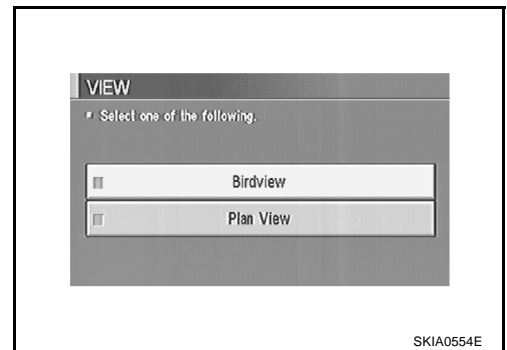 VIEW
Select one of the following.
Birdview
Plan View
SKIA0554E